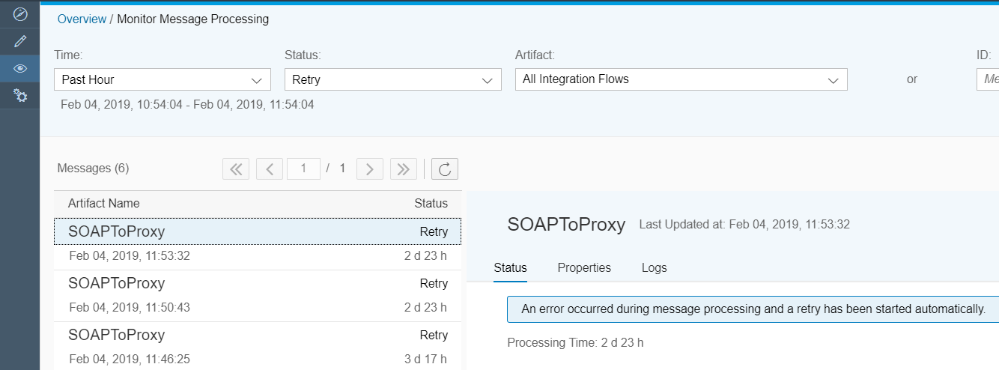 Overview / Monitor Message Processing
Time: Status: Artifact: ID:
Past Hour Retry All Integration Flows or Me
Feb 04, 2019, 10:54:04 - Feb 04, 2019, 11:54:04
Messages (6) 1 / 1
Artifact Name Status
SOAPToProxy Retry
Feb 04, 2019, 11:53:32 2 d 23 h
SOAPToProxy Retry
Feb 04, 2019, 11:50:43 2 d 23 h
SOAPToProxy Retry
Feb 04, 2019, 11:46:25 3 d 17 h
SOAPToProxy Last Updated at: Feb 04, 2019, 11:53:32
Status Properties Logs
An error occurred during message processing and a retry has been started automatically.
Processing Time: 2 d 23 h